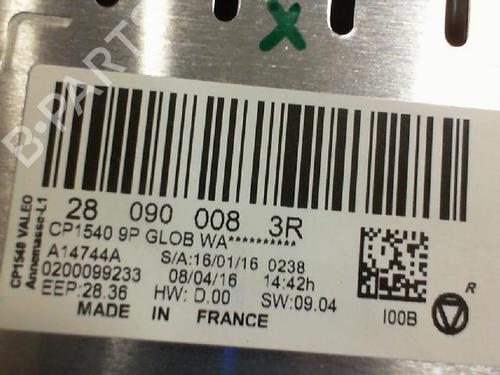 X
B-PARTS
28 090 008 3R
CP1540 9P GLOB WA**********
A14744A S/A:16/01/16 0238
0200099233 08/04/16 14:42h
EEP:28.36 HW: D.00 SW:09.04
MADE IN FRANCE
I00B
R
CP1540 VALEO
Annemasse-L1